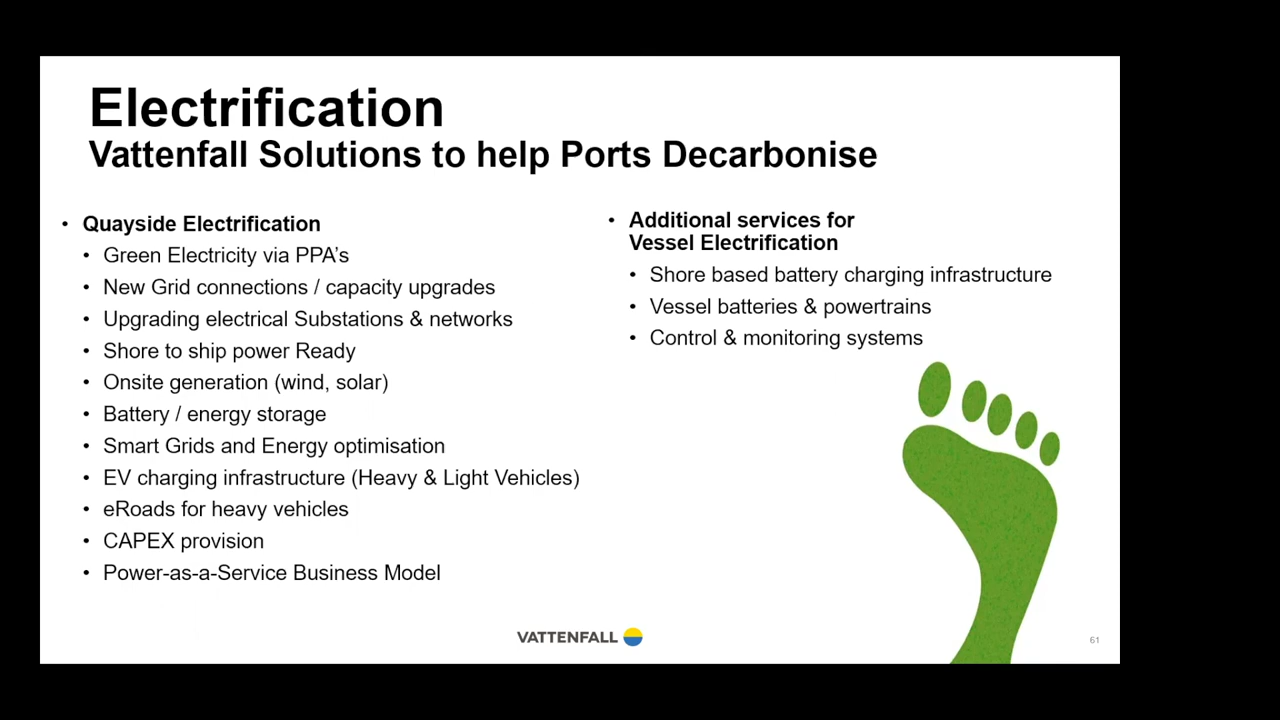 Electrification
Vattenfall Solutions to help Ports Decarbonise
• Quayside Electrification
• Green Electricity via PPA’s
• New Grid connections / capacity upgrades
• Upgrading electrical Substations & networks
• Shore to ship power Ready
• Onsite generation (wind, solar)
• Battery / energy storage
• Smart Grids and Energy optimisation
• EV charging infrastructure (Heavy & Light Vehicles)
• eRoads for heavy vehicles
• CAPEX provision
• Power-as-a-Service Business Model
• Additional services for
Vessel Electrification
• Shore based battery charging infrastructure
• Vessel batteries & powertrains
• Control & monitoring systems
VATTENFALL
61